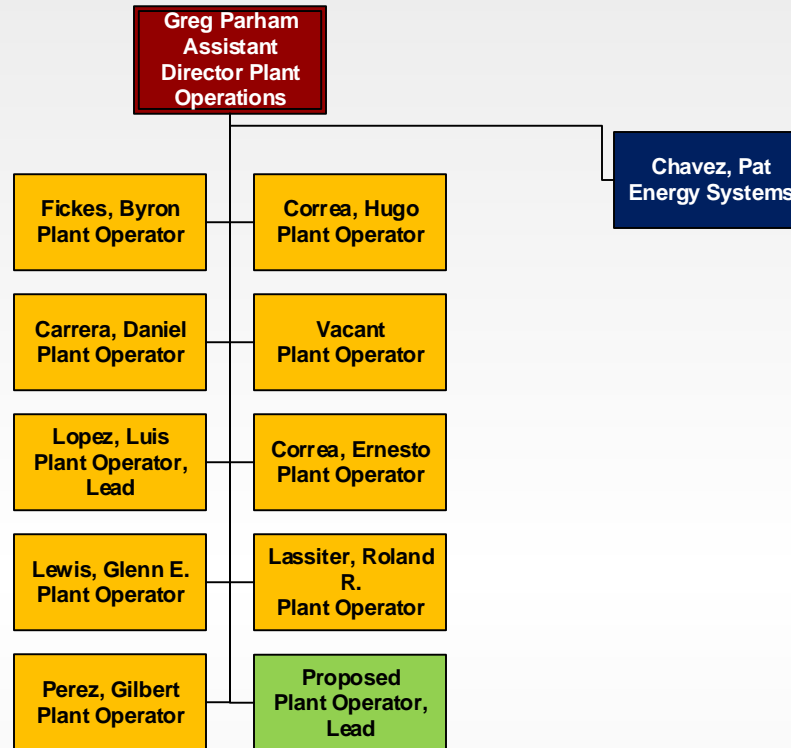 Greg Parham
Assistant
Director Plant
Operations
Chavez, Pat
Energy Systems
Fickes, Byron
Plant Operator
Correa, Hugo
Plant Operator
Carrera, Daniel
Plant Operator
Vacant
Plant Operator
Lopez, Luis
Plant Operator,
Lead
Correa, Ernesto
Plant Operator
Lewis, Glenn E.
Plant Operator
Lassiter, Roland
R.
Plant Operator
Perez, Gilbert
Plant Operator
Proposed
Plant Operator,
Lead